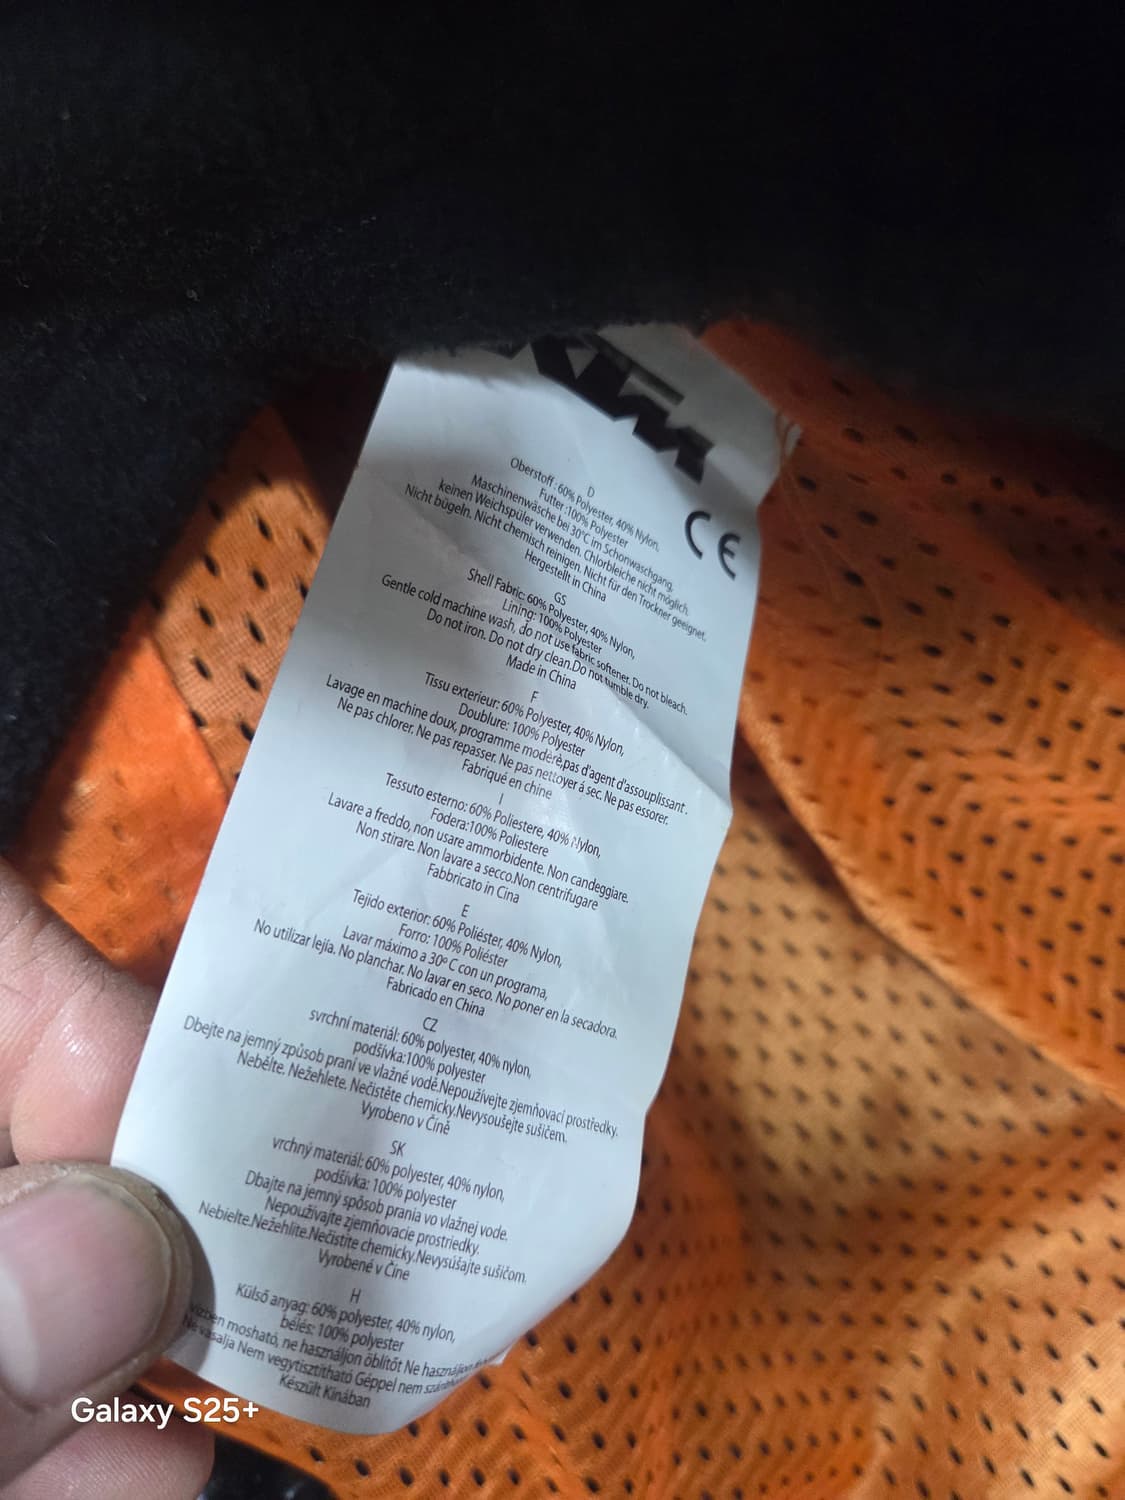 KTM
CE
D
Oberstoff : 60% Polyester, 40% Nylon,
Futter :100% Polyester
Maschinenwäsche bei 30°C im Schonwaschgang,
keinen Weichspüler verwenden. Chlorbleiche nicht möglich.
Nicht bügeln. Nicht chemisch reinigen. Nicht für den Trockner geeignet.
Hergestellt in China
GS
Shell Fabric: 60% Polyester, 40% Nylon,
Lining: 100% Polyester
Gentle cold machine wash, do not use fabric softener. Do not bleach.
Do not iron. Do not dry clean.Do not tumble dry.
Made in China
F
Tissu exterieur: 60% Polyester, 40% Nylon,
Doublure: 100% Polyester
Lavage en machine doux, programme modèré,pas d'agent d'assouplissant .
Ne pas chlorer. Ne pas repasser. Ne pas nettoyer á sec. Ne pas essorer.
Fabriqué en chine
I
Tessuto esterno: 60% Poliestere, 40% Nylon,
Fodera:100% Poliestere
Lavare a freddo, non usare ammorbidente. Non candeggiare.
Non stirare. Non lavare a secco.Non centrifugare
Fabbricato in Cina
E
Tejido exterior: 60% Poliéster, 40% Nylon,
Forro: 100% Poliéster
Lavar máximo a 30º C con un programa,
No utilizar lejía. No planchar. No lavar en seco. No poner en la secadora.
Fabricado en China
CZ
svrchní materiál: 60% polyester, 40% nylon,
podšívka:100% polyester
Dbejte na jemný způsob praní ve vlažné vodě.Nepoužívejte zjemňovací prostředky.
Nebělte. Nežehlete. Nečistěte chemicky.Nevysoušejte sušičem.
Vyrobeno v Číně
SK
vrchný materiál: 60% polyester, 40% nylon,
podšívka: 100% polyester
Dbajte na jemný spôsob prania vo vlažnej vode.
Nepoužívajte zjemňovacie prostriedky.
Nebielte.Nežehlite.Nečistite chemicky.Nevysúšajte sušičom.
Vyrobené v Číne
H
Külső anyag: 60% polyester, 40% nylon,
bélés: 100% polyester
vízben mosható, ne használjon öblítőt Ne használjon
Ne vasalja Nem vegytisztítható Géppel nem
Készült Kínában
Galaxy S25+